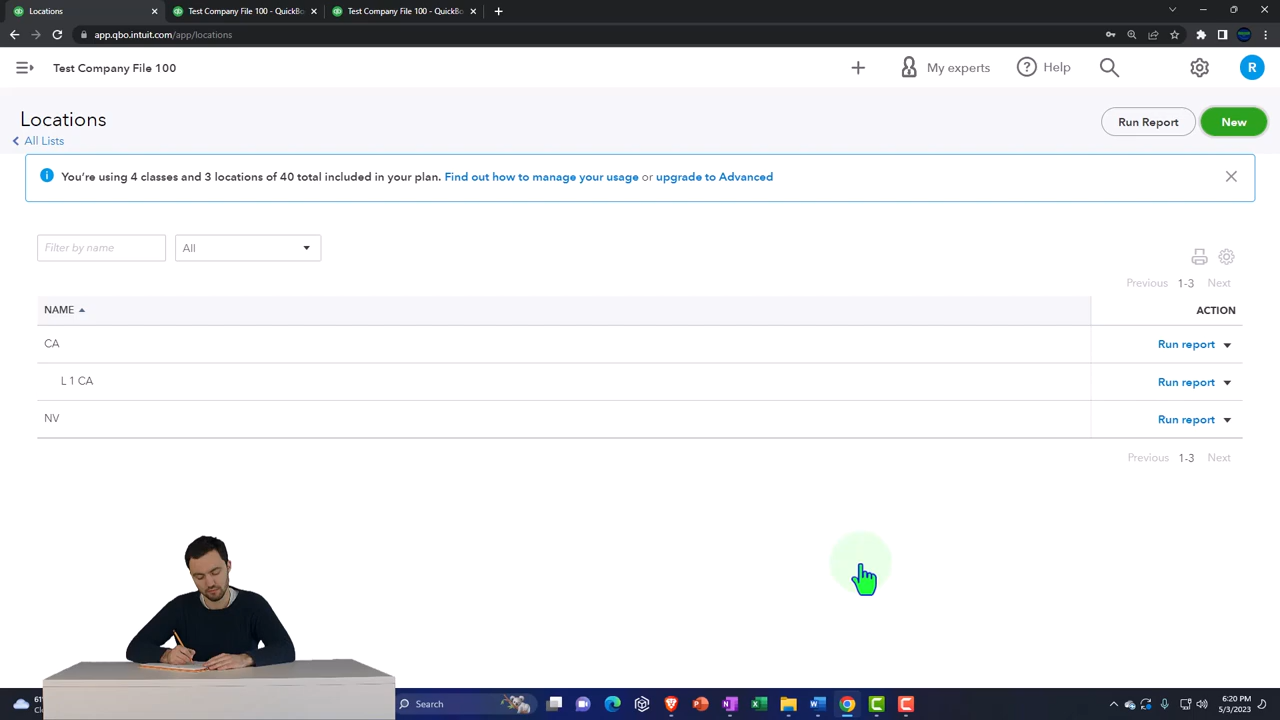 Locations
Test Company File 100 - QuickBo
Test Company File 100 - QuickBo
app.qbo.intuit.com/app/locations
Test Company File 100
My experts
Help
R
Locations
All Lists
Run Report
New
You're using 4 classes and 3 locations of 40 total included in your plan. Find out how to manage your usage or upgrade to Advanced
Filter by name
All
Previous 1-3 Next
NAME
ACTION
CA
Run report
L 1 CA
Run report
NV
Run report
Previous 1-3 Next
Search
6:20 PM
5/3/2023